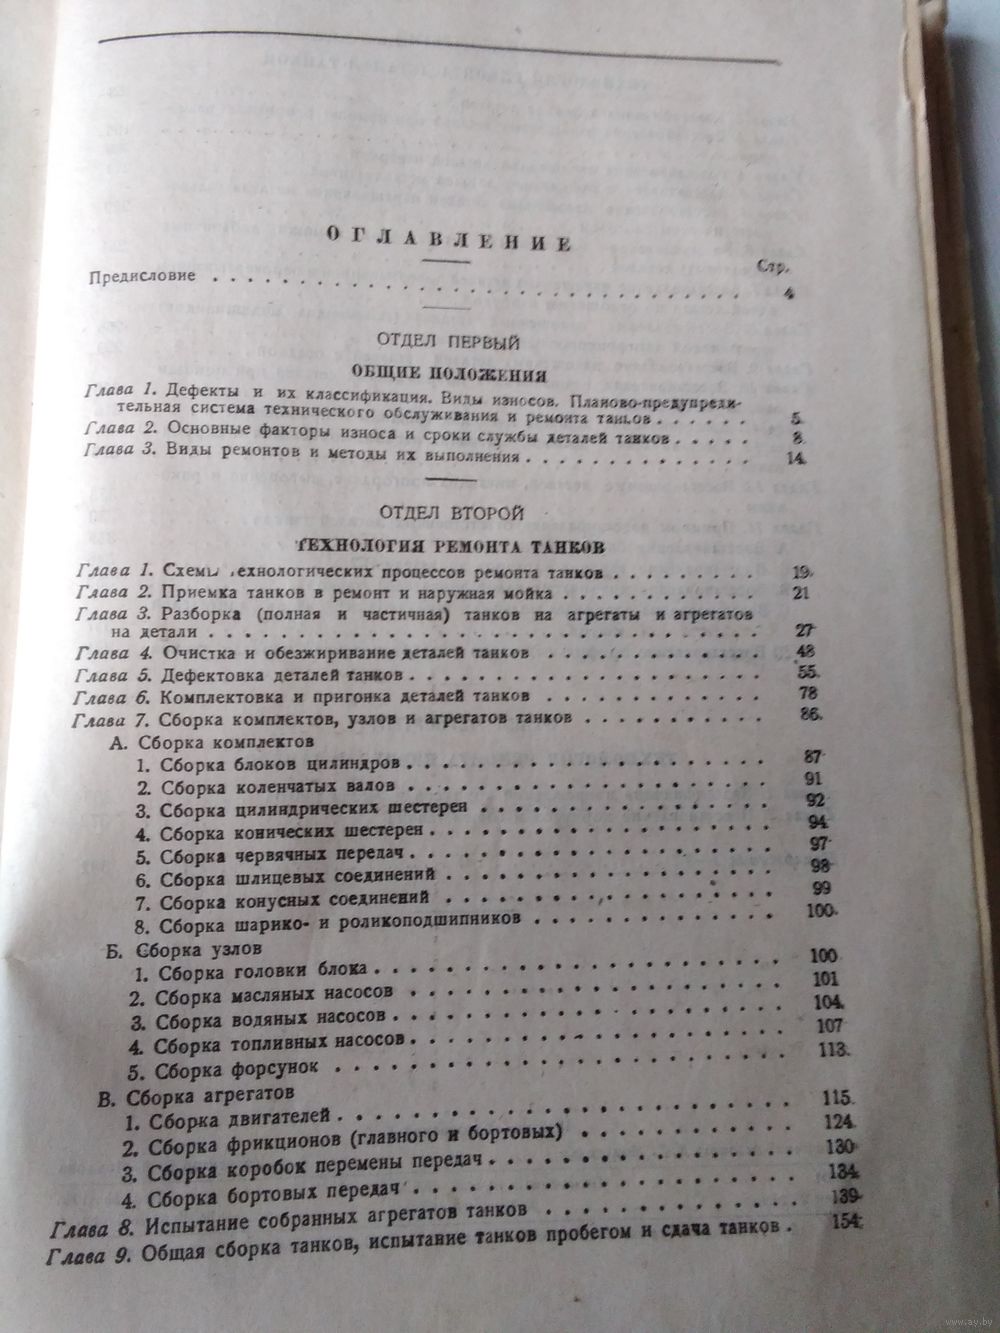 ОГЛАВЛЕНИЕ
Стр.
Предисловие . . . . . . . . . . . . . . . . . . . . . . . . . . . . . . 4
ОТДЕЛ ПЕРВЫЙ
ОБЩИЕ ПОЛОЖЕНИЯ
Глава 1. Дефекты и их классификация. Виды износов. Планово-предупреди-
тельная система технического обслуживания и ремонта танков . . . . . . 5
Глава 2. Основные факторы износа и сроки службы деталей танков . . . . . 8
Глава 3. Виды ремонтов и методы их выполнения . . . . . . . . . . . . . 14
ОТДЕЛ ВТОРОЙ
ТЕХНОЛОГИЯ РЕМОНТА ТАНКОВ
Глава 1. Схемы технологических процессов ремонта танков . . . . . . . . 19
Глава 2. Приемка танков в ремонт и наружная мойка . . . . . . . . . . . 21
Глава 3. Разборка (полная и частичная) танков на агрегаты и агрегатов
на детали . . . . . . . . . . . . . . . . . . . . . . . . . . . . . . 27
Глава 4. Очистка и обезжиривание деталей танков . . . . . . . . . . . . 48
Глава 5. Дефектовка деталей танков . . . . . . . . . . . . . . . . . . . 55
Глава 6. Комплектовка и пригонка деталей танков . . . . . . . . . . . . 78
Глава 7. Сборка комплектов, узлов и агрегатов танков . . . . . . . . . . 86
А. Сборка комплектов
1. Сборка блоков цилиндров . . . . . . . . . . . . . . . . . . . . 87
2. Сборка коленчатых валов . . . . . . . . . . . . . . . . . . . . 91
3. Сборка цилиндрических шестерен . . . . . . . . . . . . . . . . 92
4. Сборка конических шестерен . . . . . . . . . . . . . . . . . . . 94
5. Сборка червячных передач . . . . . . . . . . . . . . . . . . . . 97
6. Сборка шлицевых соединений . . . . . . . . . . . . . . . . . . . 98
7. Сборка конусных соединений . . . . . . . . . . . . . . . . . . . 99
8. Сборка шарико- и роликоподшипников . . . . . . . . . . . . . . 100
Б. Сборка узлов
1. Сборка головки блока . . . . . . . . . . . . . . . . . . . . . . 100
2. Сборка масляных насосов . . . . . . . . . . . . . . . . . . . . 101
3. Сборка водяных насосов . . . . . . . . . . . . . . . . . . . . . 104
4. Сборка топливных насосов . . . . . . . . . . . . . . . . . . . . 107
5. Сборка форсунок . . . . . . . . . . . . . . . . . . . . . . . . 113
В. Сборка агрегатов
1. Сборка двигателей . . . . . . . . . . . . . . . . . . . . . . . 115
2. Сборка фрикционов (главного и бортовых) . . . . . . . . . . . . 124
3. Сборка коробок перемены передач . . . . . . . . . . . . . . . . 130
4. Сборка бортовых передач . . . . . . . . . . . . . . . . . . . . 134
Глава 8. Испытание собранных агрегатов танков . . . . . . . . . . . . . 139
Глава 9. Общая сборка танков, испытание танков пробегом и сдача танков . 154
www.ay.by